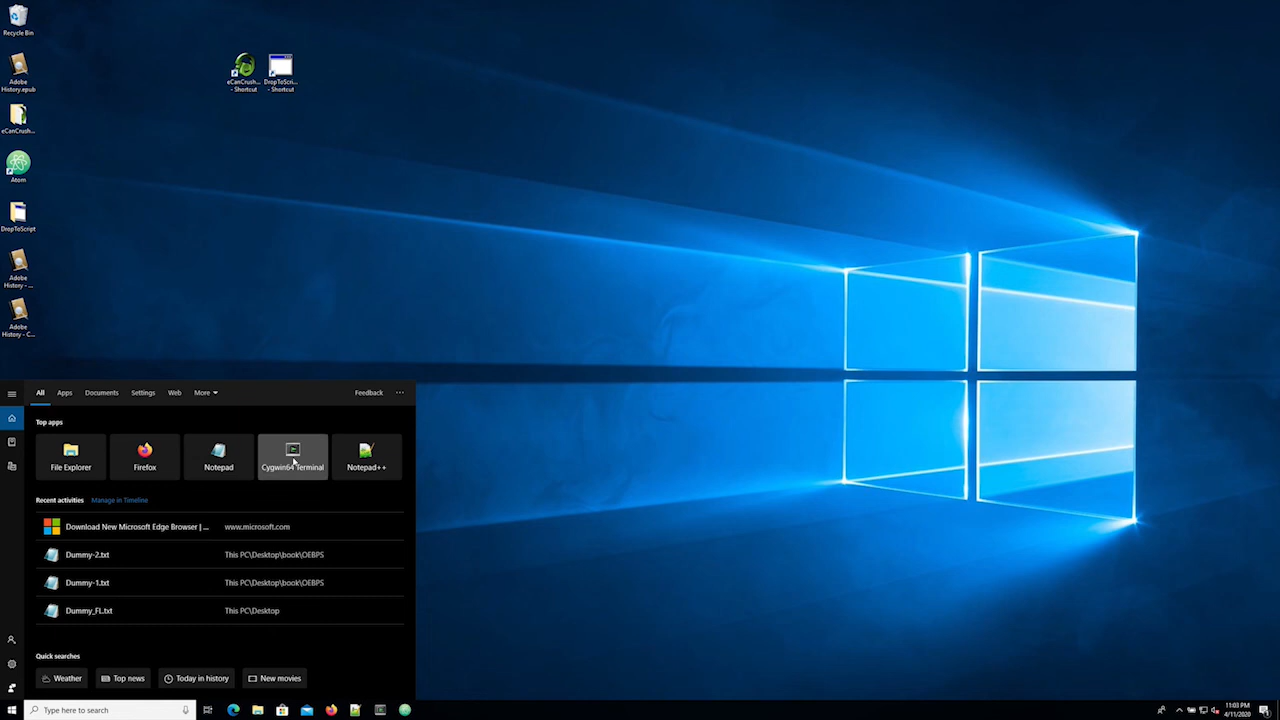 Recycle Bin
eCanCrush...
- Shortcut
DropToScri...
- Shortcut
Adobe
History.epub
eCanCrush...
Atom
DropToScript
Adobe
History - ...
Adobe
History - C...
All Apps Documents Settings Web More Feedback ...
Top apps
File Explorer Firefox Notepad Cygwin64 Terminal Notepad++
Recent activities Manage in Timeline
Download New Microsoft Edge Browser | ... www.microsoft.com
Dummy-2.txt This PC\Desktop\book\OEBPS
Dummy-1.txt This PC\Desktop\book\OEBPS
Dummy_FL.txt This PC\Desktop
Quick searches
Weather Top news Today in history New movies
Type here to search
11:03 PM
4/11/2020